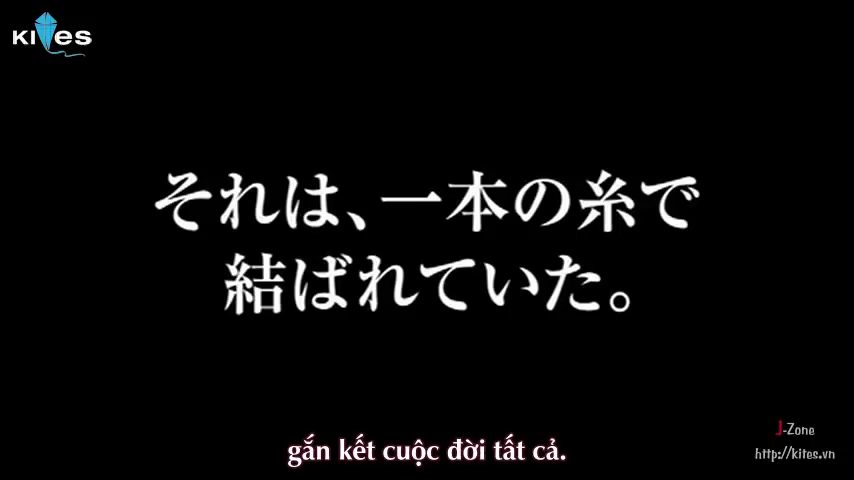 KITES
それは、一本の糸で
結ばれていた。
J-Zone
gắn kết cuộc đời tất cả.
http://kites.vn